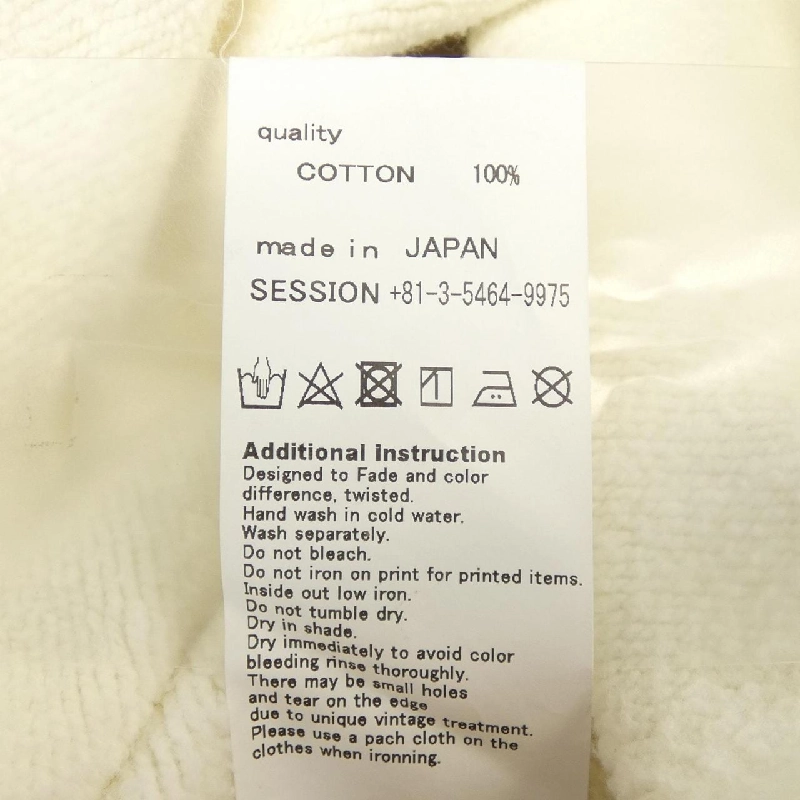 quality
COTTON 100%
made in JAPAN
SESSION +81-3-5464-9975
Additional instruction
Designed to Fade and color
difference, twisted.
Hand wash in cold water.
Wash separately.
Do not bleach.
Do not iron on print for printed items.
Inside out low iron.
Do not tumble dry.
Dry in shade.
Dry immediately to avoid color
bleeding rinse thoroughly.
There may be small holes
and tear on the edge
due to unique vintage treatment.
Please use a pach cloth on the
clothes when ironning.